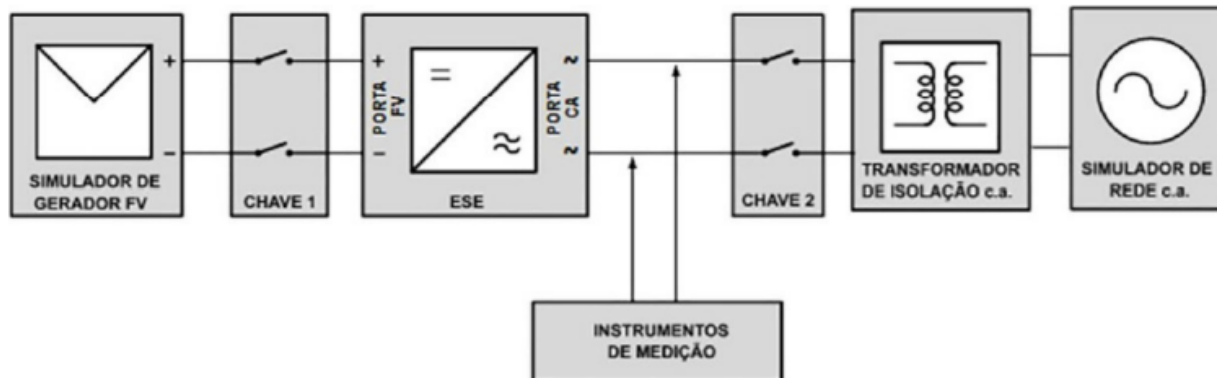 +
−
SIMULADOR DE
GERADOR FV
CHAVE 1
+
−
PORTA
FV
=
≈
PORTA
CA
~
~
ESE
CHAVE 2
TRANSFORMADOR
DE ISOLAÇÃO c.a.
SIMULADOR DE
REDE c.a.
INSTRUMENTOS
DE MEDIÇÃO